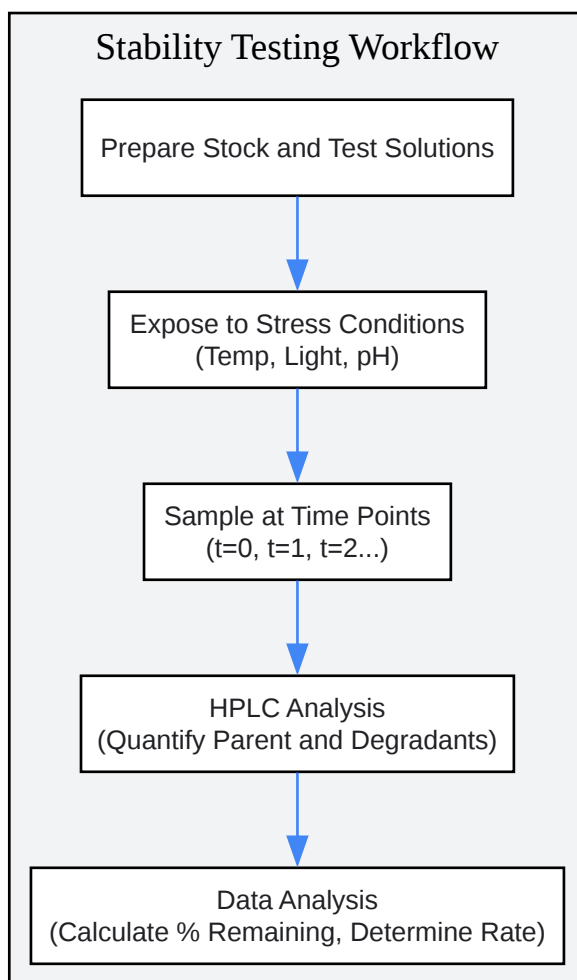 Stability Testing Workflow
Prepare Stock and Test Solutions
Expose to Stress Conditions
(Temp, Light, pH)
Sample at Time Points
(t=0, t=1, t=2...)
HPLC Analysis
(Quantify Parent and Degradants)
Data Analysis
(Calculate % Remaining, Determine Rate)